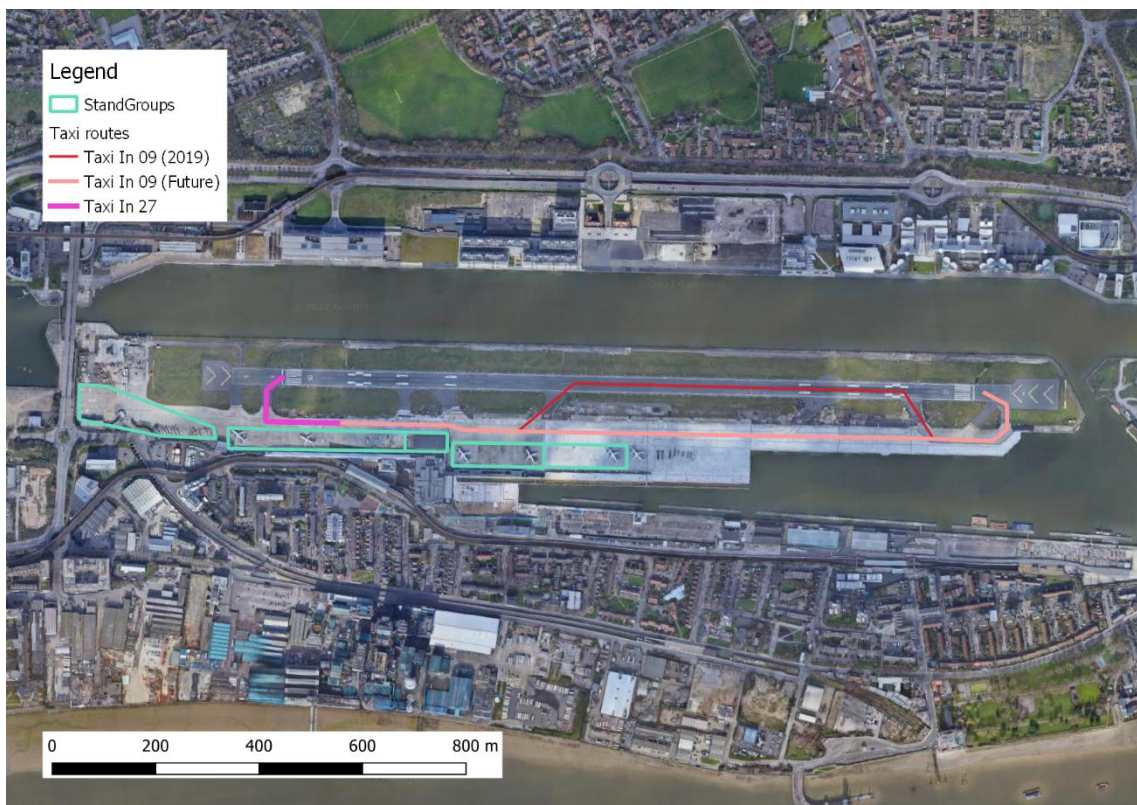 Legend
StandGroups
Taxi routes
Taxi In 09 (2019)
Taxi In 09 (Future)
Taxi In 27
0 200 400 600 800 m